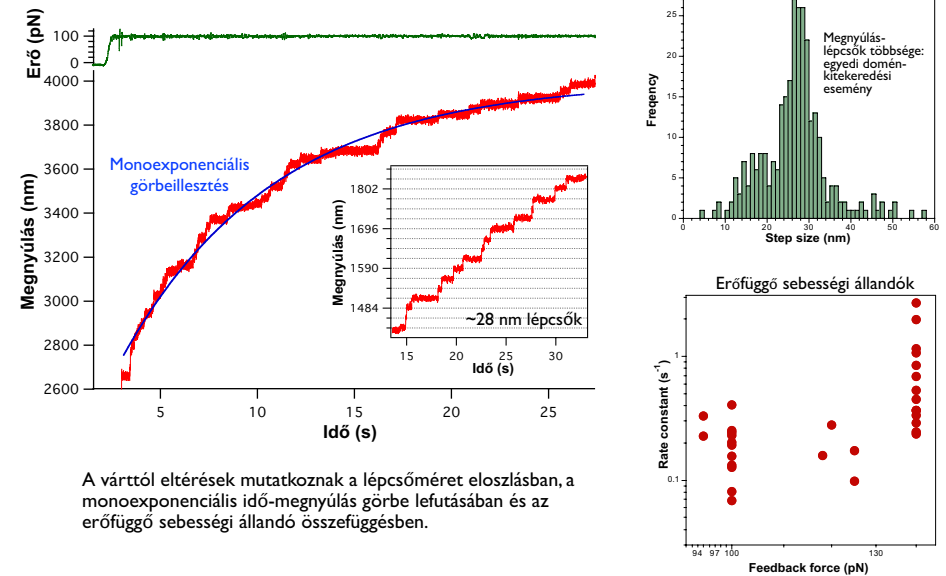 Erő (pN)
100
0
4000
3800
3600
3400
3200
3000
2800
2600
Megnyúlás (nm)
Monoexponenciális
görbeillesztés
5
10
15
20
25
Idő (s)
1802
1696
1590
1484
Megnyúlás (nm)
~28 nm lépcsők
15
20
25
30
Idő (s)
A várttól eltérések mutatkoznak a lépcsőméret eloszlásban, a
monoexponenciális idő-megnyúlás görbe lefutásában és az
erőfüggő sebességi állandó összefüggésben.
25
20
15
10
5
0
Freqency
Megnyúlás-
lépcsők többsége:
egyedi domén-
kitekeredési
esemény
0
10
20
30
40
50
60
Step size (nm)
Erőfüggő sebességi állandók
1
0.1
Rate constant (s⁻¹)
94
97
100
130
Feedback force (pN)